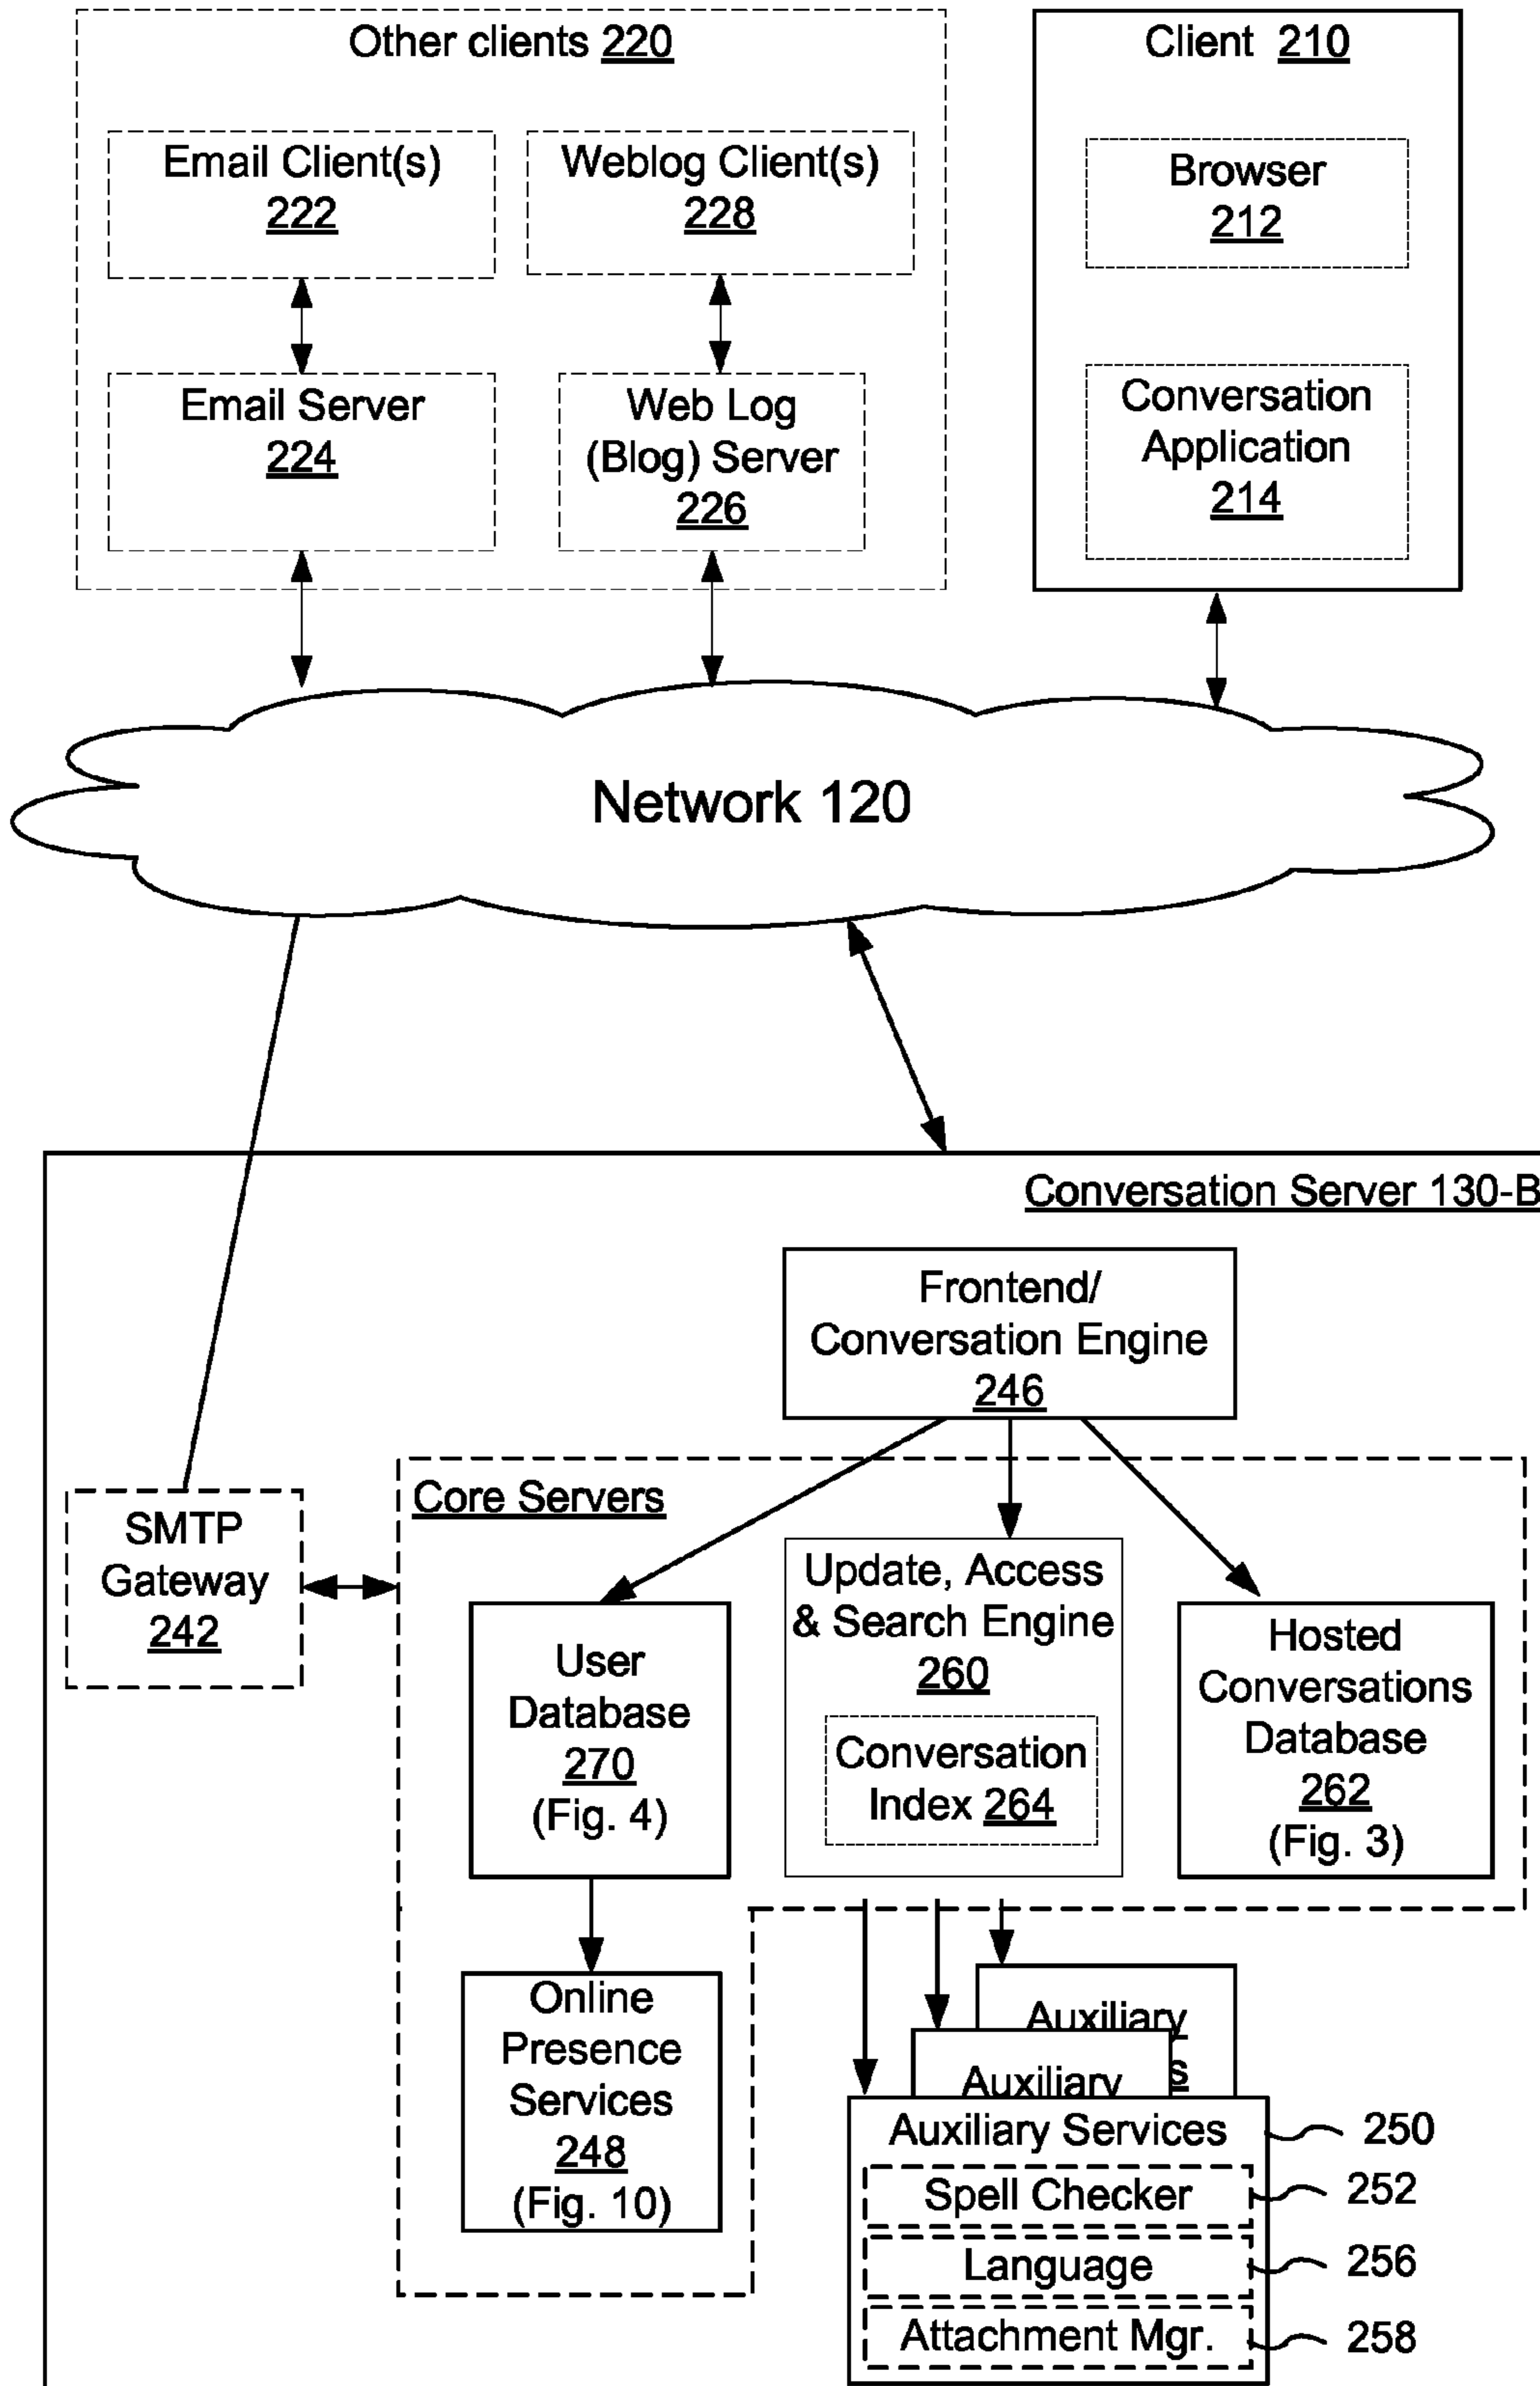 Other clients 220
Email Client(s)
222
Weblog Client(s)
228
Email Server
224
Web Log
(Blog) Server
226
Client 210
Browser
212
Conversation
Application
214
Network 120
Conversation Server 130-B
Frontend/
Conversation Engine
246
SMTP
Gateway
242
Core Servers
User
Database
270
(Fig. 4)
Update, Access
& Search Engine
260
Conversation
Index 264
Hosted
Conversations
Database
262
(Fig. 3)
Online
Presence
Services
248
(Fig. 10)
Auxiliary
s
Auxiliary
Auxiliary Services
250
Spell Checker
252
Language
256
Attachment Mgr.
258